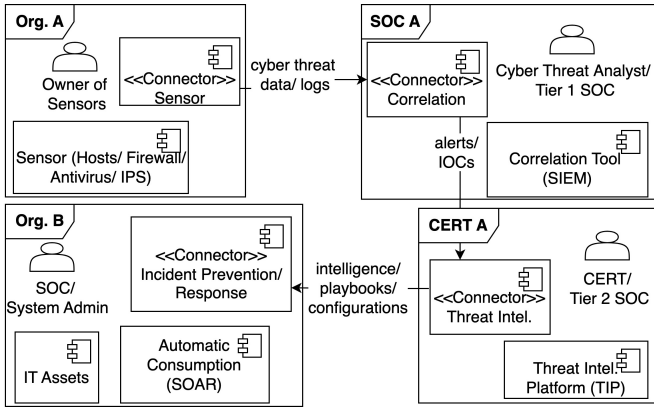 Org. A
<<Connector>>
Sensor
Owner of
Sensors
Sensor (Hosts/ Firewall/
Antivirus/ IPS)
cyber threat
data/ logs
SOC A
<<Connector>>
Correlation
Cyber Threat Analyst/
Tier 1 SOC
alerts/
IOCs
Correlation Tool
(SIEM)
Org. B
SOC/
System Admin
<<Connector>>
Incident Prevention/
Response
IT Assets
Automatic
Consumption
(SOAR)
intelligence/
playbooks/
configurations
CERT A
<<Connector>>
Threat Intel.
CERT/
Tier 2 SOC
Threat Intel.
Platform (TIP)